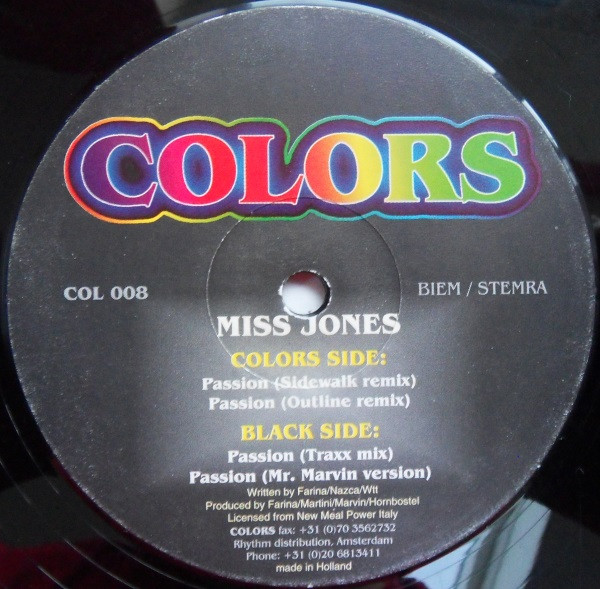 COLORS
COL 008
BIEM / STEMRA
MISS JONES
COLORS SIDE:
Passion (Sidewalk remix)
Passion (Outline remix)
BLACK SIDE:
Passion (Traxx mix)
Passion (Mr. Marvin version)
Written by Farina/Nazca/Wtt
Produced by Farina/Martini/Marvin/Hornbostel
Licensed from New Meal Power Italy
COLORS fax: +31 (0)70 3562732
Rhythm distribution, Amsterdam
Phone: +31 (0)20 6813411
made in Holland